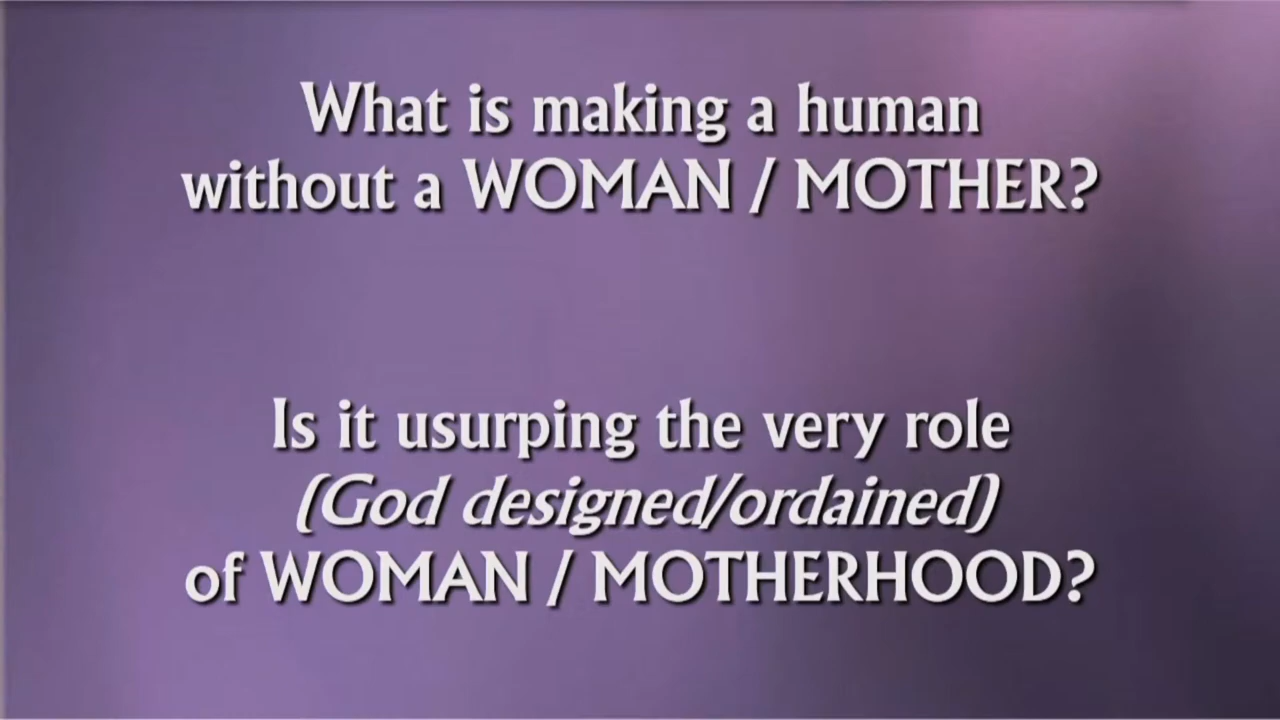 What is making a human
without a WOMAN / MOTHER?
Is it usurping the very role
(God designed/ordained)
of WOMAN / MOTHERHOOD?